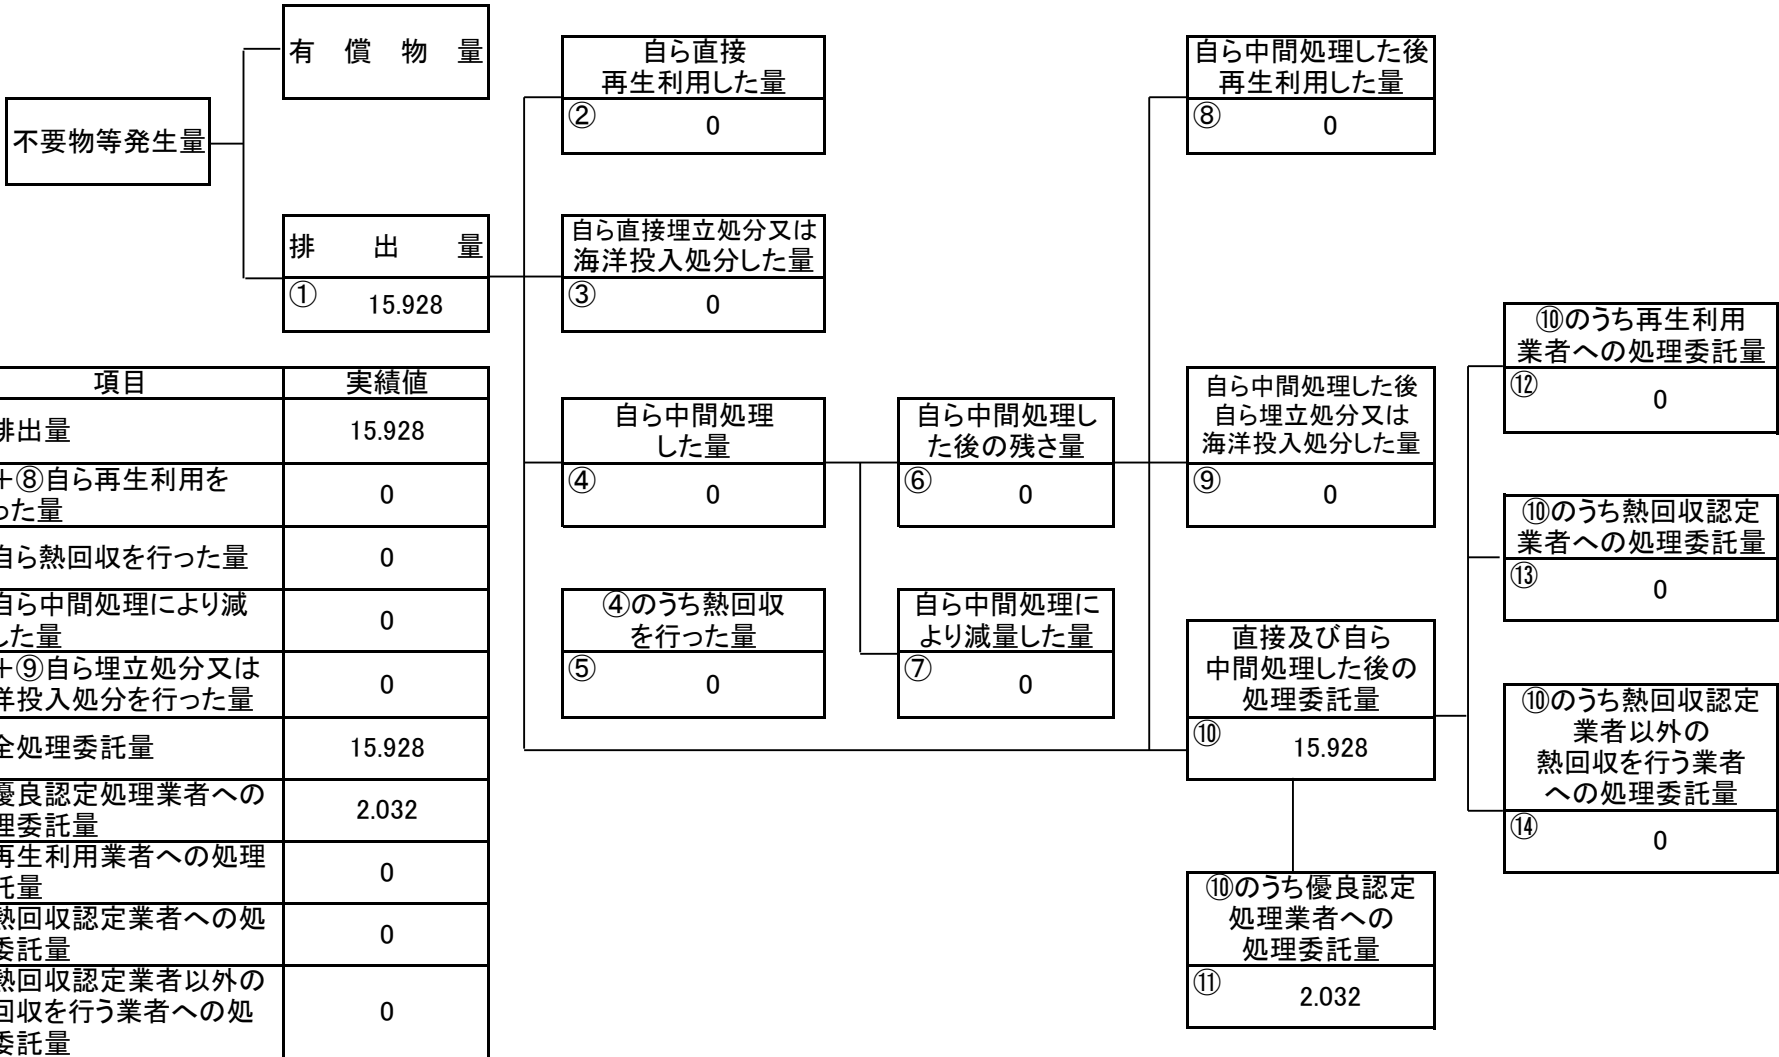 有償物量
不要物等発生量
排出量
① 15.928
自ら直接
再生利用した量
② 0
自ら直接埋立処分又は
海洋投入処分した量
③ 0
自ら中間処理
した量
④ 0
④のうち熱回収
を行った量
⑤ 0
自ら中間処理し
た後の残さ量
⑥ 0
自ら中間処理に
より減量した量
⑦ 0
自ら中間処理した後
再生利用した量
⑧ 0
自ら中間処理した後
自ら埋立処分又は
海洋投入処分した量
⑨ 0
直接及び自ら
中間処理した後の
処理委託量
⑩ 15.928
⑩のうち優良認定
処理業者への
処理委託量
⑪ 2.032
⑩のうち再生利用
業者への処理委託量
⑫ 0
⑩のうち熱回収認定
業者への処理委託量
⑬ 0
⑩のうち熱回収認定
業者以外の
熱回収を行う業者
への処理委託量
⑭ 0
項目 実績値
排出量 15.928
+⑧自ら再生利用を
った量 0
自ら熱回収を行った量 0
自ら中間処理により減
した量 0
+⑨自ら埋立処分又は
洋投入処分を行った量 0
全処理委託量 15.928
優良認定処理業者への
理委託量 2.032
再生利用業者への処理
託量 0
熱回収認定業者への処
委託量 0
熱回収認定業者以外の
回収を行う業者への処
委託量 0